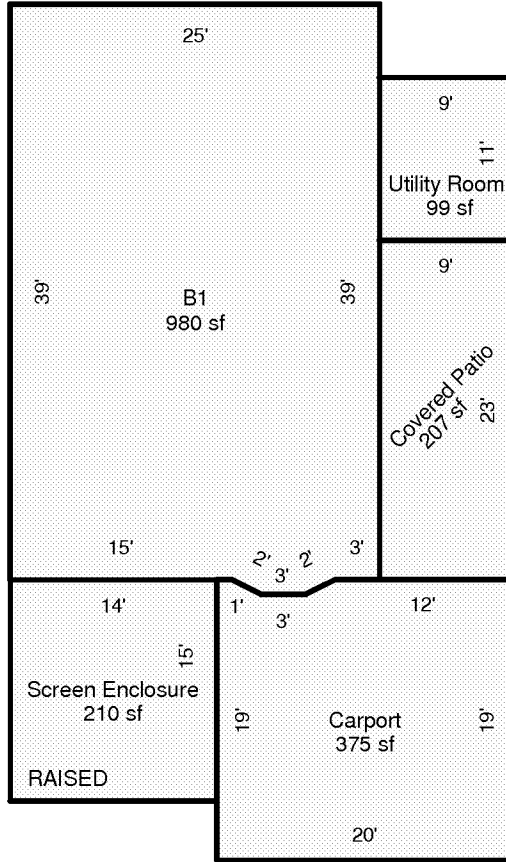 25'
9'
11'
Utility Room
99 sf
9'
39'
B1
980 sf
39'
Covered Patio
207 sf
23'
15'
2'
3'
2'
3'
14'
1'
3'
12'
15'
Screen Enclosure
210 sf
19'
Carport
375 sf
19'
RAISED
20'